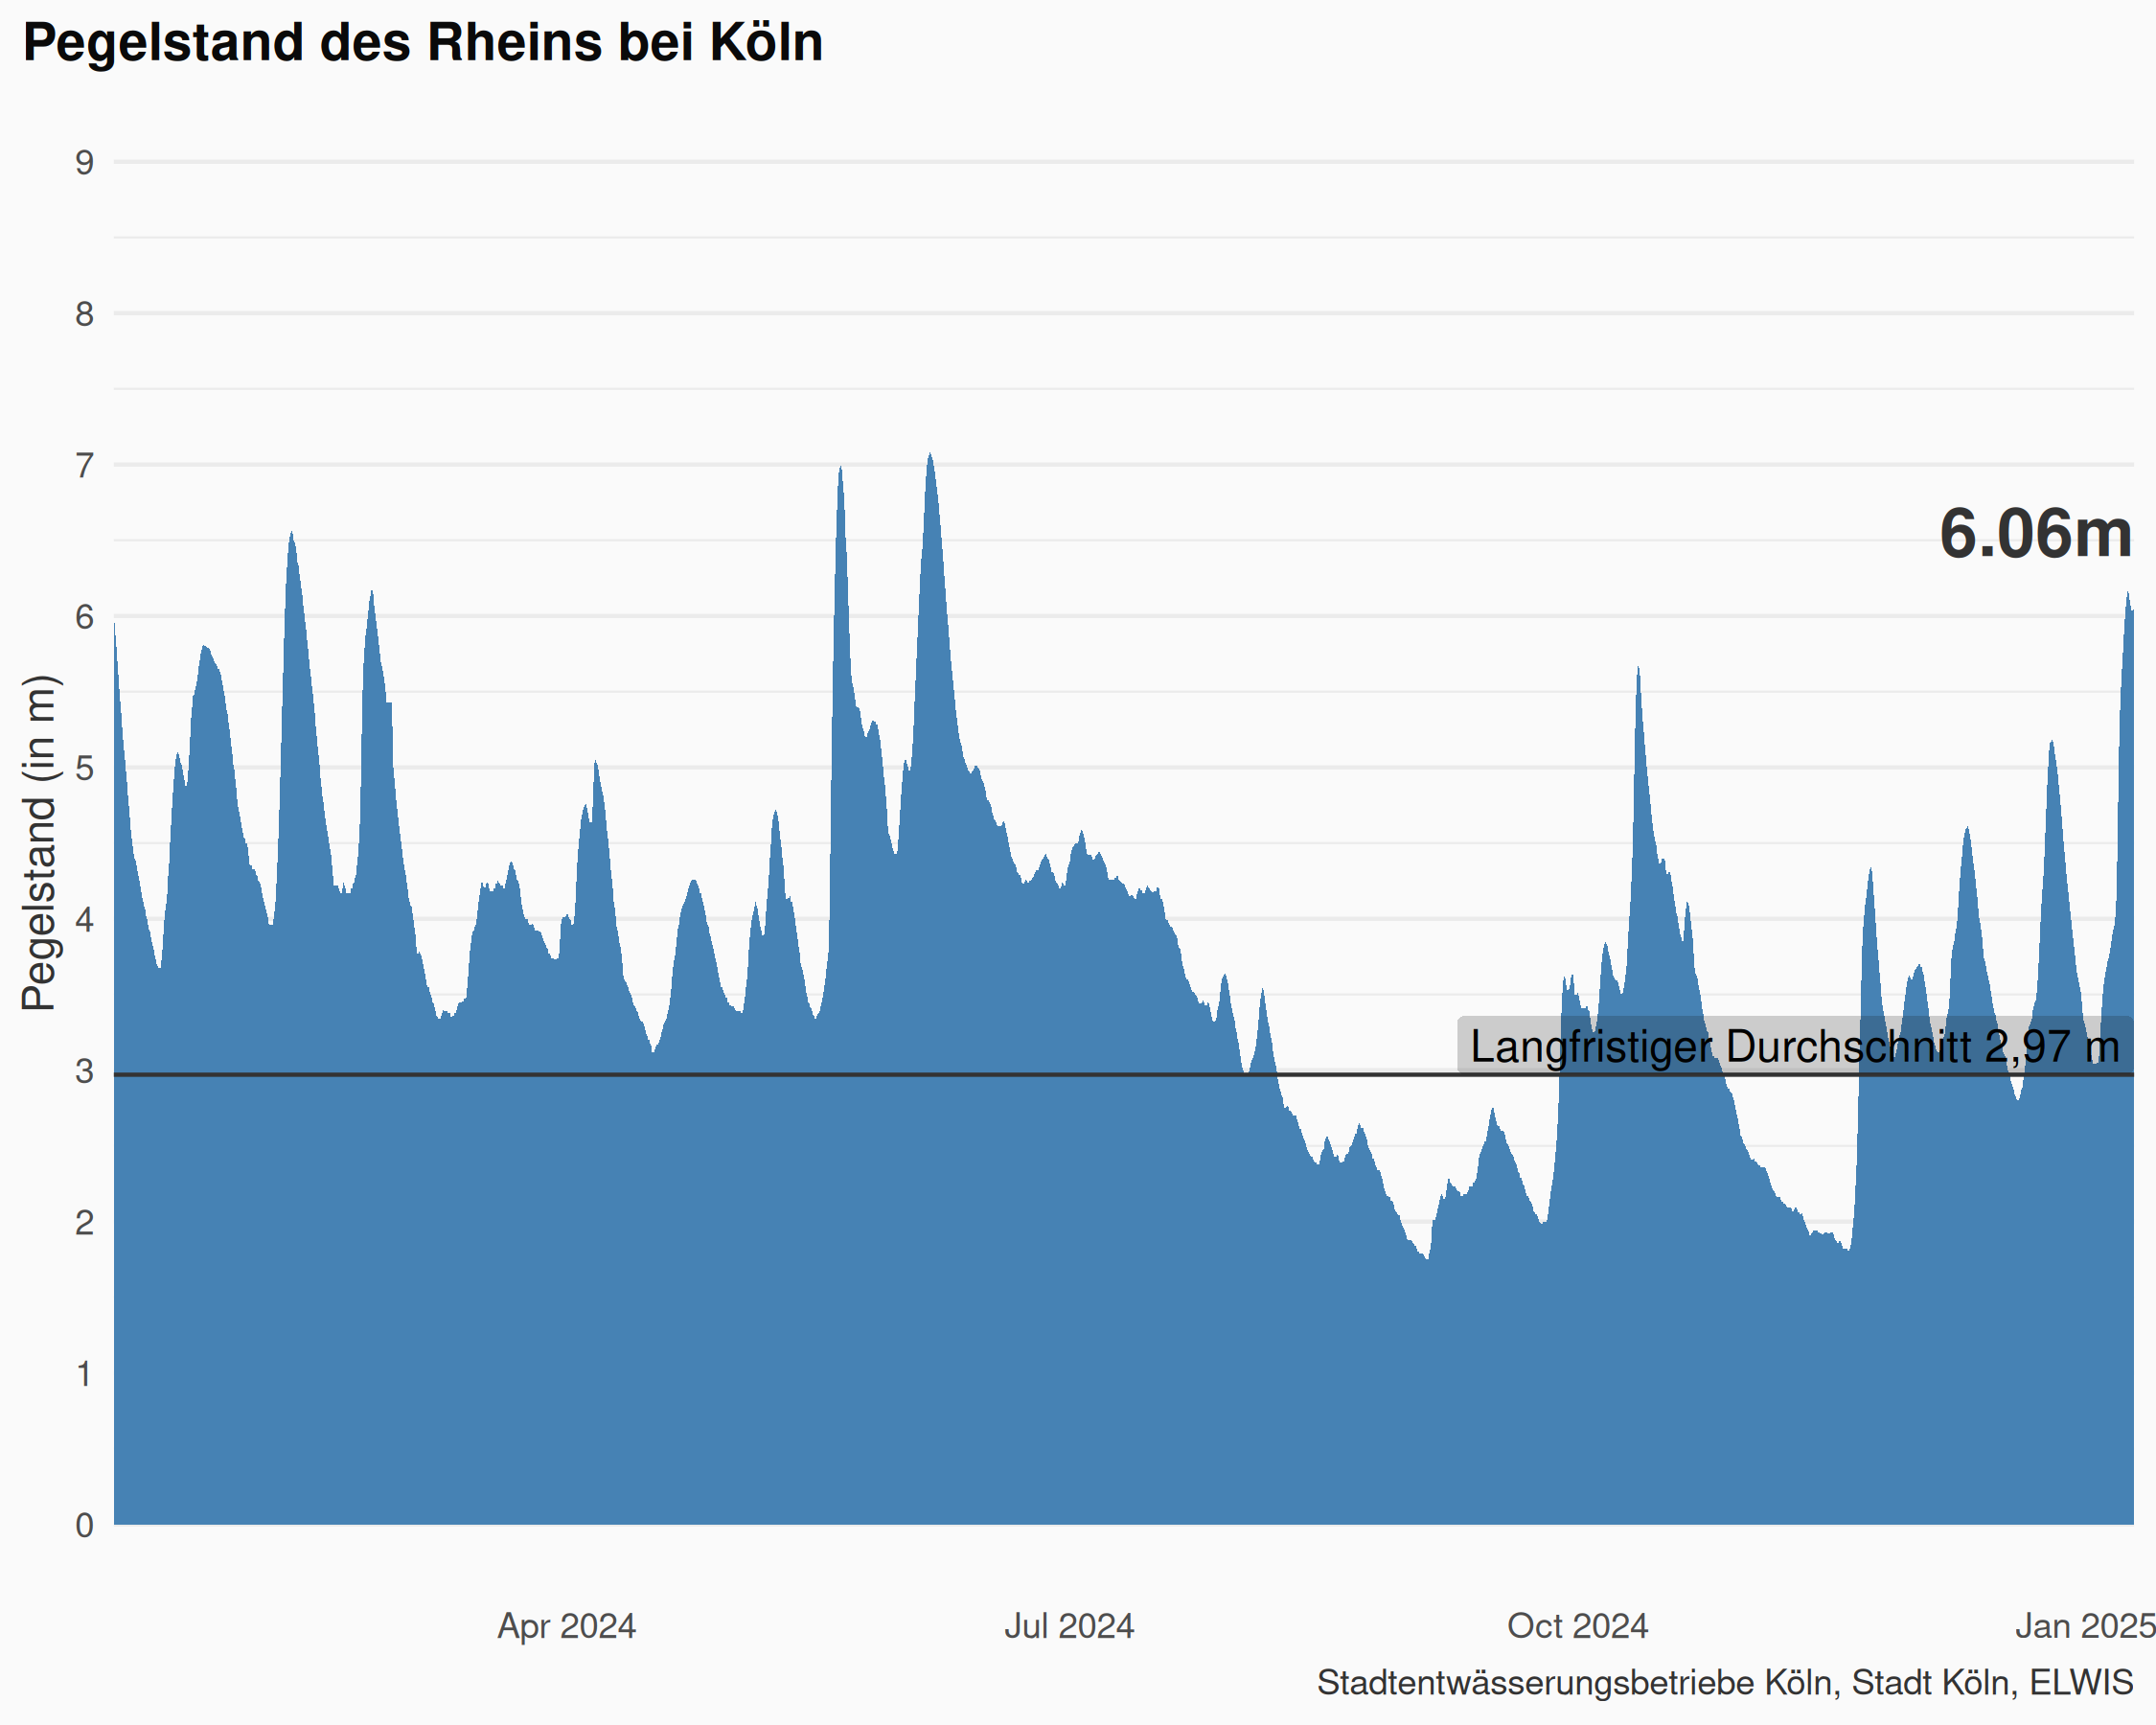 Pegelstand des Rheins bei Köln
9
8
7
6.06m
6
5
Pegelstand (in m)
4
Langfristiger Durchschnitt 2,97 m
3
2
1
0
Apr 2024 Jul 2024 Oct 2024 Jan 2025
Stadtentwässerungsbetriebe Köln, Stadt Köln, ELWIS